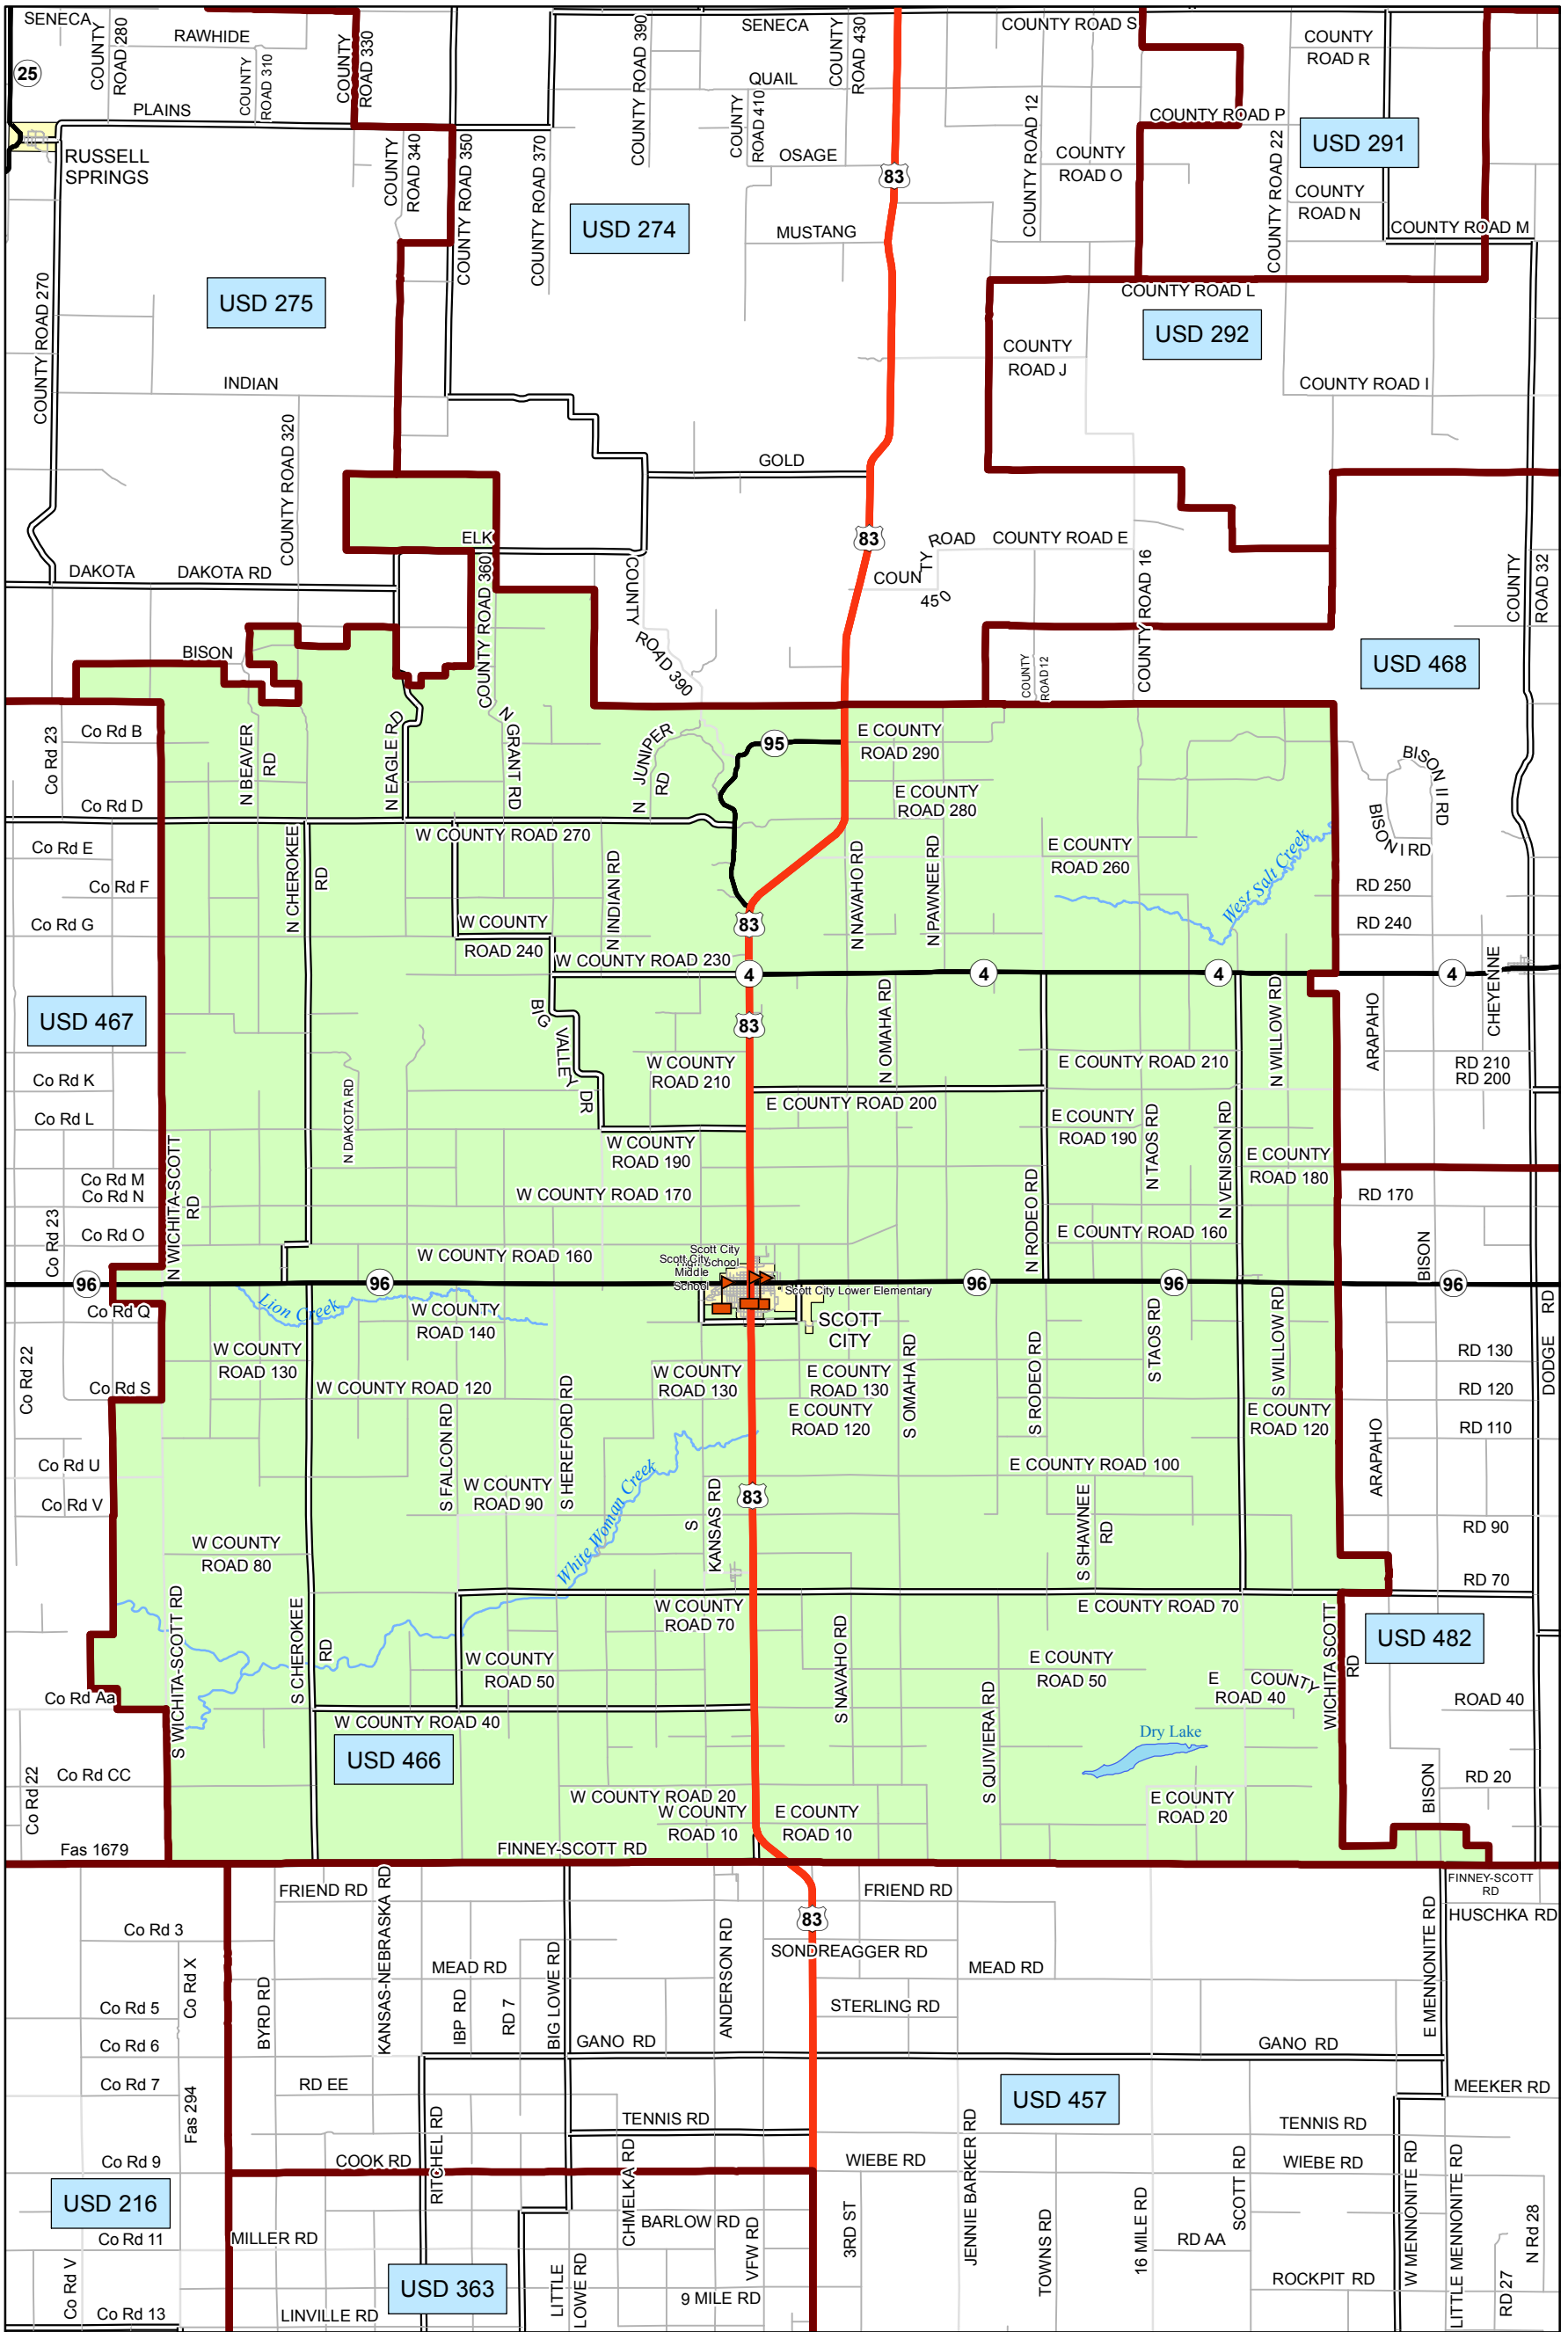 SENECA
COUNTY
ROAD 280
RAWHIDE
COUNTY
ROAD 310
COUNTY
ROAD 330
COUNTY ROAD 390
SENECA
COUNTY
ROAD 430
COUNTY ROAD S
COUNTY
ROAD R
25
PLAINS
QUAIL
COUNTY
ROAD 410
COUNTY ROAD 12
COUNTY ROAD P
USD 291
RUSSELL
SPRINGS
COUNTY
ROAD 340
COUNTY ROAD 350
COUNTY ROAD 370
OSAGE
83
COUNTY
ROAD O
COUNTY ROAD 22
COUNTY
ROAD N
COUNTY ROAD M
USD 274
MUSTANG
COUNTY ROAD 270
USD 275
COUNTY ROAD L
USD 292
COUNTY
ROAD J
INDIAN
COUNTY ROAD I
COUNTY ROAD 320
GOLD
ELK
83
COUNTY
ROAD
COUNTY ROAD E
450
COUNTY ROAD 16
COUNTY
ROAD 32
DAKOTA
DAKOTA RD
COUNTY ROAD 360
COUNTY
ROAD 390
BISON
COUNTY
ROAD 12
USD 468
Co Rd 23
Co Rd B
N BEAVER
RD
N EAGLE RD
N GRANT RD
N JUNIPER
RD
95
E COUNTY
ROAD 290
BISON II RD
BISON I RD
Co Rd D
W COUNTY ROAD 270
E COUNTY
ROAD 280
Co Rd E
N CHEROKEE
RD
N INDIAN RD
N NAVAHO RD
N PAWNEE RD
E COUNTY
ROAD 260
West Salt Creek
Co Rd F
RD 250
Co Rd G
W COUNTY
ROAD 240
83
RD 240
W COUNTY ROAD 230
4
4
4
4
CHEYENNE
USD 467
BIG
VALLEY
DR
83
N OMAHA RD
N WILLOW RD
ARAPAHO
W COUNTY
ROAD 210
E COUNTY ROAD 210
RD 210
RD 200
Co Rd K
N DAKOTA RD
E COUNTY ROAD 200
Co Rd L
E COUNTY
ROAD 190
N TAOS RD
N VENISON RD
W COUNTY
ROAD 190
N WICHITA-SCOTT
RD
E COUNTY
ROAD 180
Co Rd M
Co Rd N
W COUNTY ROAD 170
N RODEO RD
RD 170
Co Rd 23
Co Rd O
W COUNTY ROAD 160
E COUNTY ROAD 160
BISON
Scott City
High School
Scott City
Middle
School
96
96
96
96
96
Scott City Lower Elementary
Lion Creek
Co Rd Q
W COUNTY
ROAD 140
SCOTT
CITY
S TAOS RD
S WILLOW RD
DODGE
RD
Co Rd 22
W COUNTY
ROAD 130
W COUNTY
ROAD 130
E COUNTY
ROAD 130
S OMAHA RD
S RODEO RD
RD 130
Co Rd S
W COUNTY ROAD 120
E COUNTY
ROAD 120
E COUNTY
ROAD 120
RD 120
RD 110
S FALCON RD
S HEREFORD RD
ARAPAHO
Co Rd U
W COUNTY
ROAD 90
White Woman Creek
S
KANSAS RD
83
E COUNTY ROAD 100
S SHAWNEE
RD
Co Rd V
RD 90
W COUNTY
ROAD 80
RD 70
S WICHITA-SCOTT RD
S CHEROKEE
RD
W COUNTY
ROAD 70
E COUNTY ROAD 70
USD 482
W COUNTY
ROAD 50
S NAVAHO RD
E COUNTY
ROAD 50
E COUNTY
ROAD 40
WICHITA SCOTT
RD
Co Rd Aa
ROAD 40
W COUNTY ROAD 40
USD 466
S QUIVIERA RD
Dry Lake
Co Rd 22
Co Rd CC
BISON
RD 20
W COUNTY ROAD 20
W COUNTY
ROAD 10
E COUNTY
ROAD 10
E COUNTY
ROAD 20
Fas 1679
FINNEY-SCOTT RD
FRIEND RD
FRIEND RD
FINNEY-SCOTT
RD
HUSCHKA RD
KANSAS-NEBRASKA RD
83
Co Rd 3
ANDERSON RD
SONDREAGGER RD
E MENNONITE RD
Co Rd X
BYRD RD
MEAD RD
MEAD RD
IBP RD
RD 7
BIG LOWE RD
Co Rd 5
STERLING RD
Co Rd 6
GANO RD
GANO RD
Co Rd 7
RD EE
USD 457
MEEKER RD
Fas 294
RITCHEL RD
TENNIS RD
TENNIS RD
CHMELKA RD
JENNIE BARKER RD
Co Rd 9
COOK RD
WIEBE RD
WIEBE RD
USD 216
3RD ST
TOWNS RD
16 MILE RD
SCOTT RD
W MENNONITE RD
LITTLE MENNONITE RD
N Rd 28
Co Rd 11
MILLER RD
BARLOW RD
VFW RD
RD AA
USD 363
LITTLE
LOWE RD
Co Rd V
9 MILE RD
ROCKPIT RD
RD 27
Co Rd 13
LINVILLE RD